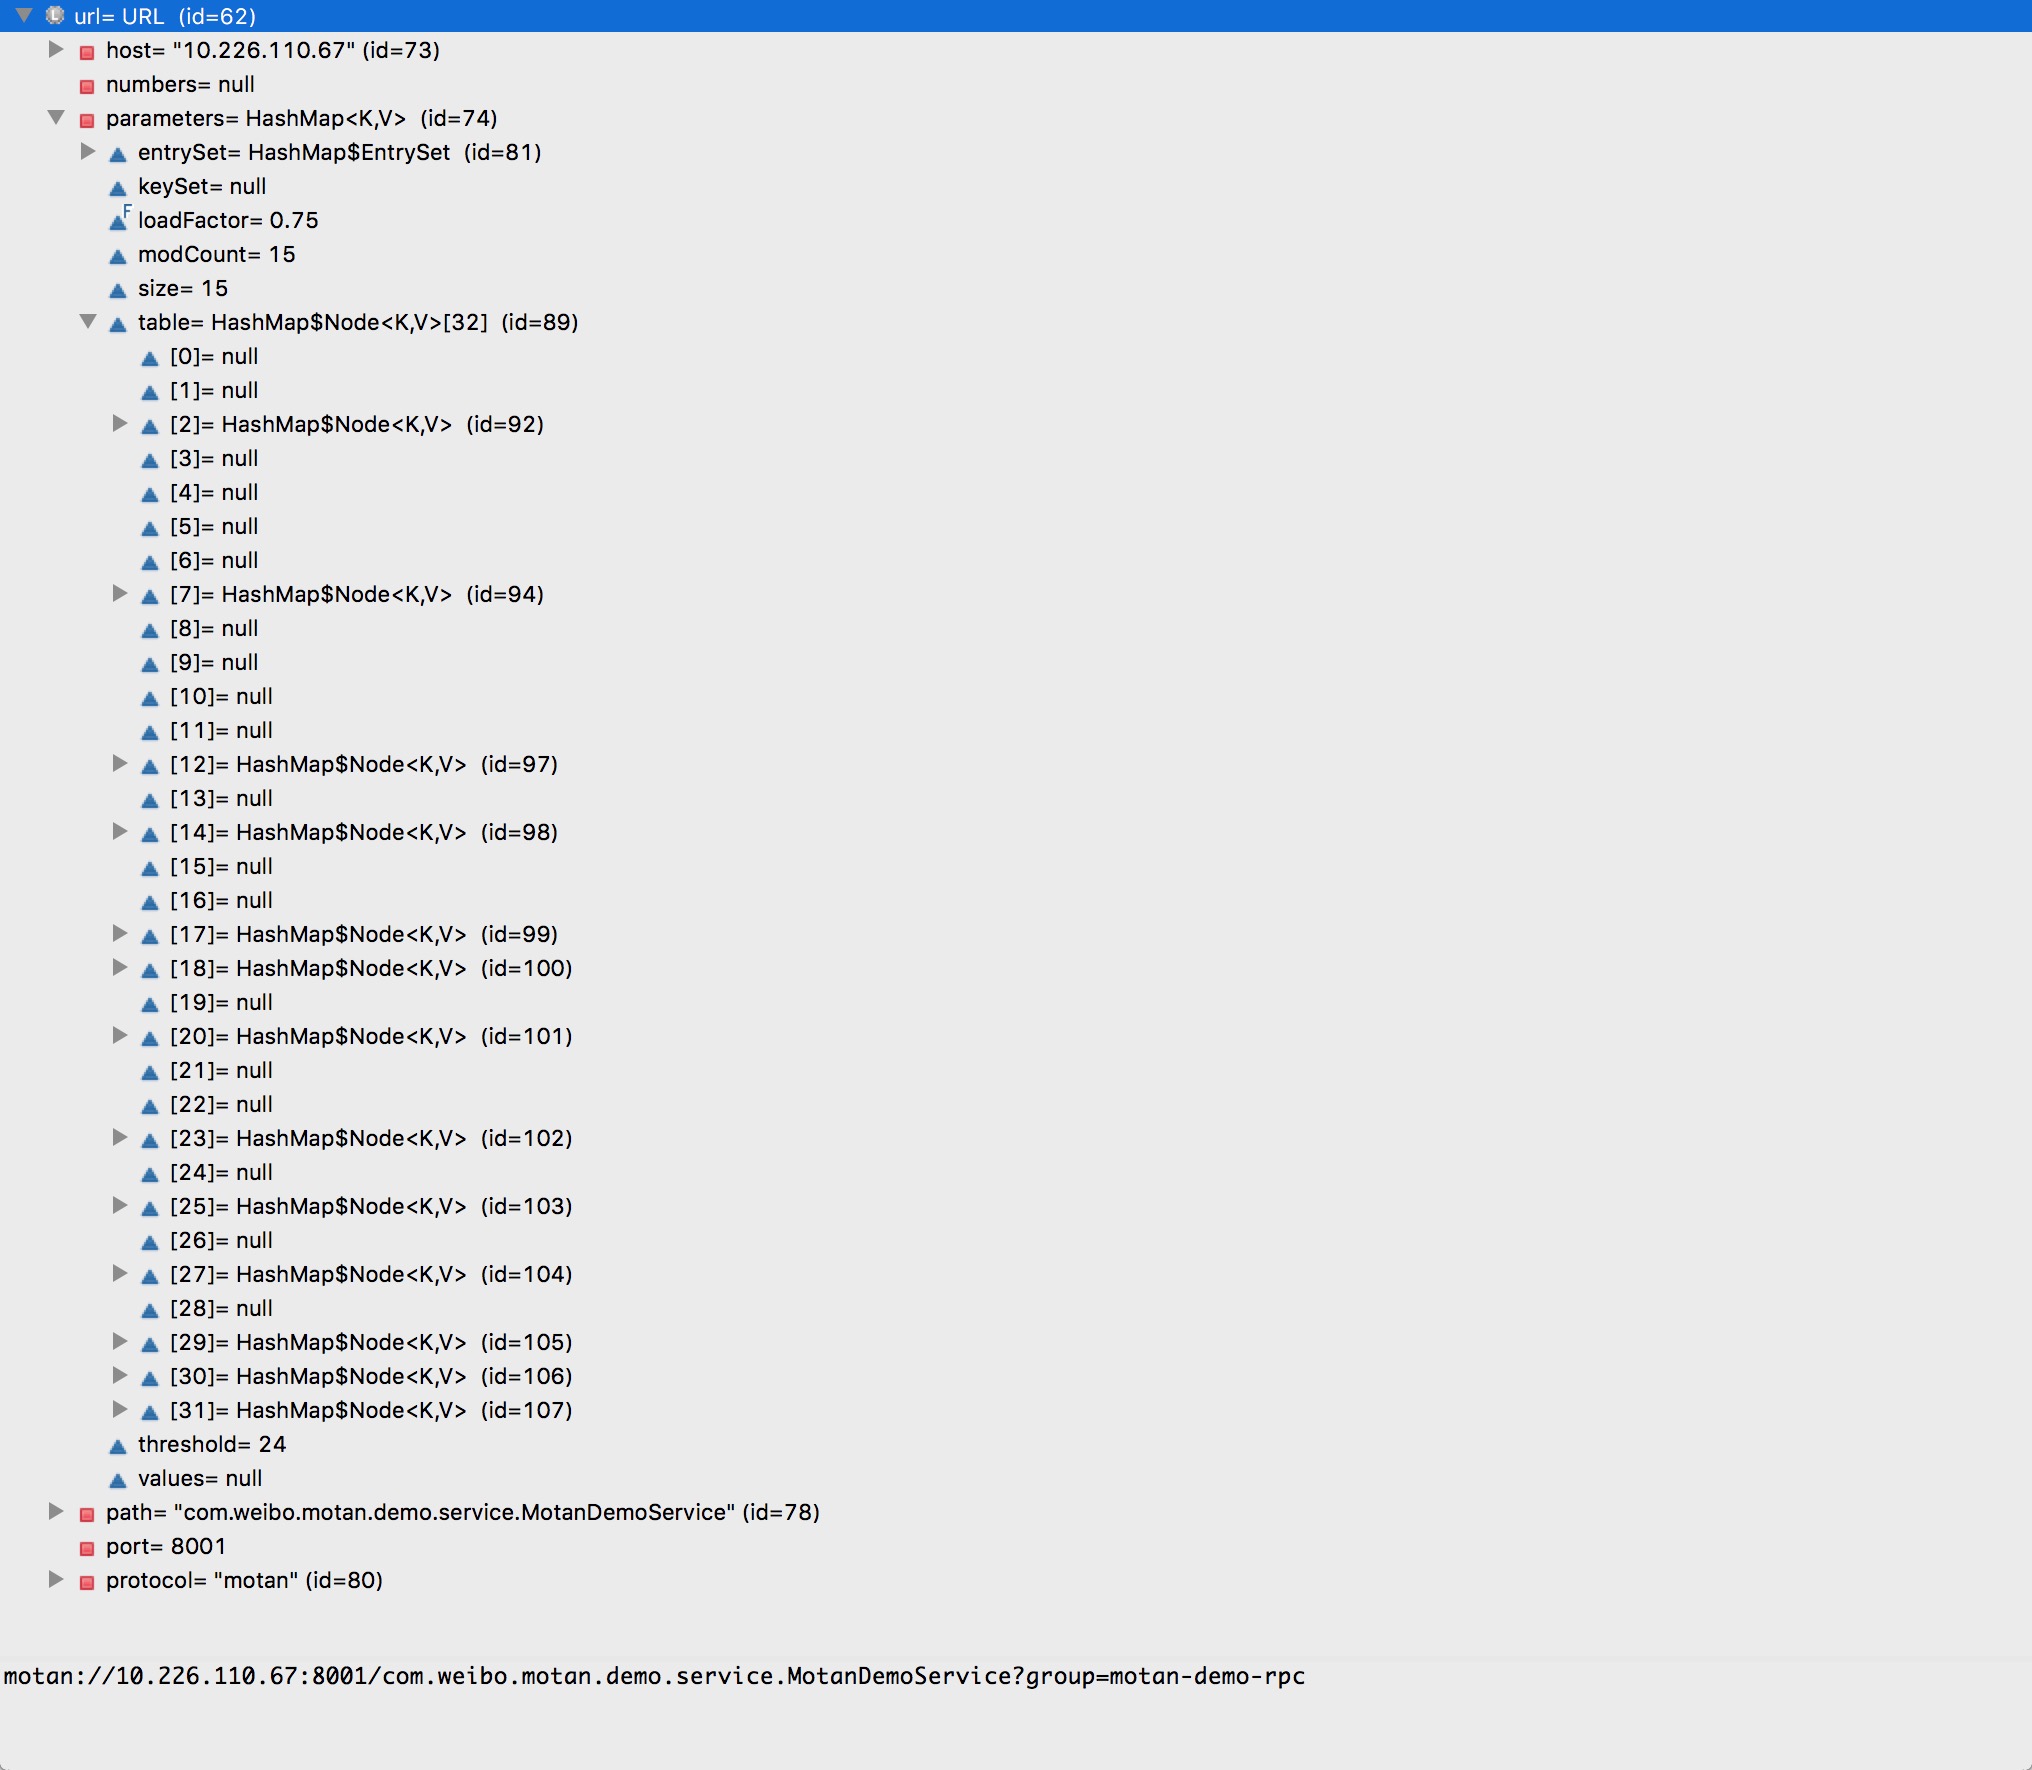 url= URL (id=62)
host= "10.226.110.67" (id=73)
numbers= null
parameters= HashMap<K,V> (id=74)
entrySet= HashMap$EntrySet (id=81)
keySet= null
F loadFactor= 0.75
modCount= 15
size= 15
table= HashMap$Node<K,V>[32] (id=89)
[0]= null
[1]= null
[2]= HashMap$Node<K,V> (id=92)
[3]= null
[4]= null
[5]= null
[6]= null
[7]= HashMap$Node<K,V> (id=94)
[8]= null
[9]= null
[10]= null
[11]= null
[12]= HashMap$Node<K,V> (id=97)
[13]= null
[14]= HashMap$Node<K,V> (id=98)
[15]= null
[16]= null
[17]= HashMap$Node<K,V> (id=99)
[18]= HashMap$Node<K,V> (id=100)
[19]= null
[20]= HashMap$Node<K,V> (id=101)
[21]= null
[22]= null
[23]= HashMap$Node<K,V> (id=102)
[24]= null
[25]= HashMap$Node<K,V> (id=103)
[26]= null
[27]= HashMap$Node<K,V> (id=104)
[28]= null
[29]= HashMap$Node<K,V> (id=105)
[30]= HashMap$Node<K,V> (id=106)
[31]= HashMap$Node<K,V> (id=107)
threshold= 24
values= null
path= "com.weibo.motan.demo.service.MotanDemoService" (id=78)
port= 8001
protocol= "motan" (id=80)
motan://10.226.110.67:8001/com.weibo.motan.demo.service.MotanDemoService?group=motan-demo-rpc